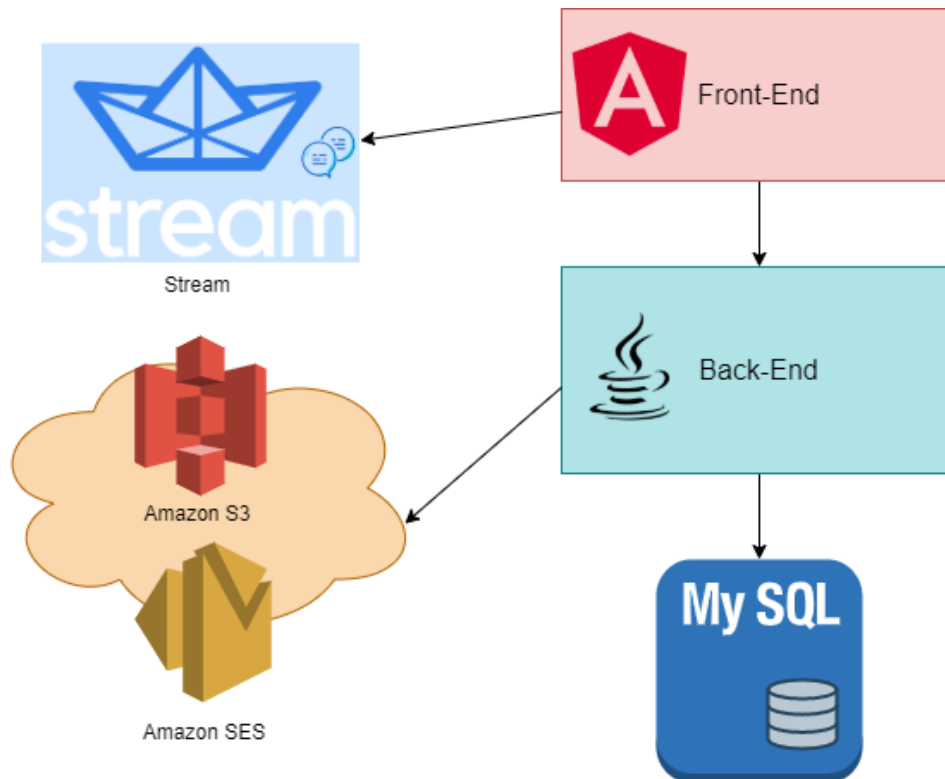 Front-End
stream
Stream
Back-End
Amazon S3
My SQL
Amazon SES